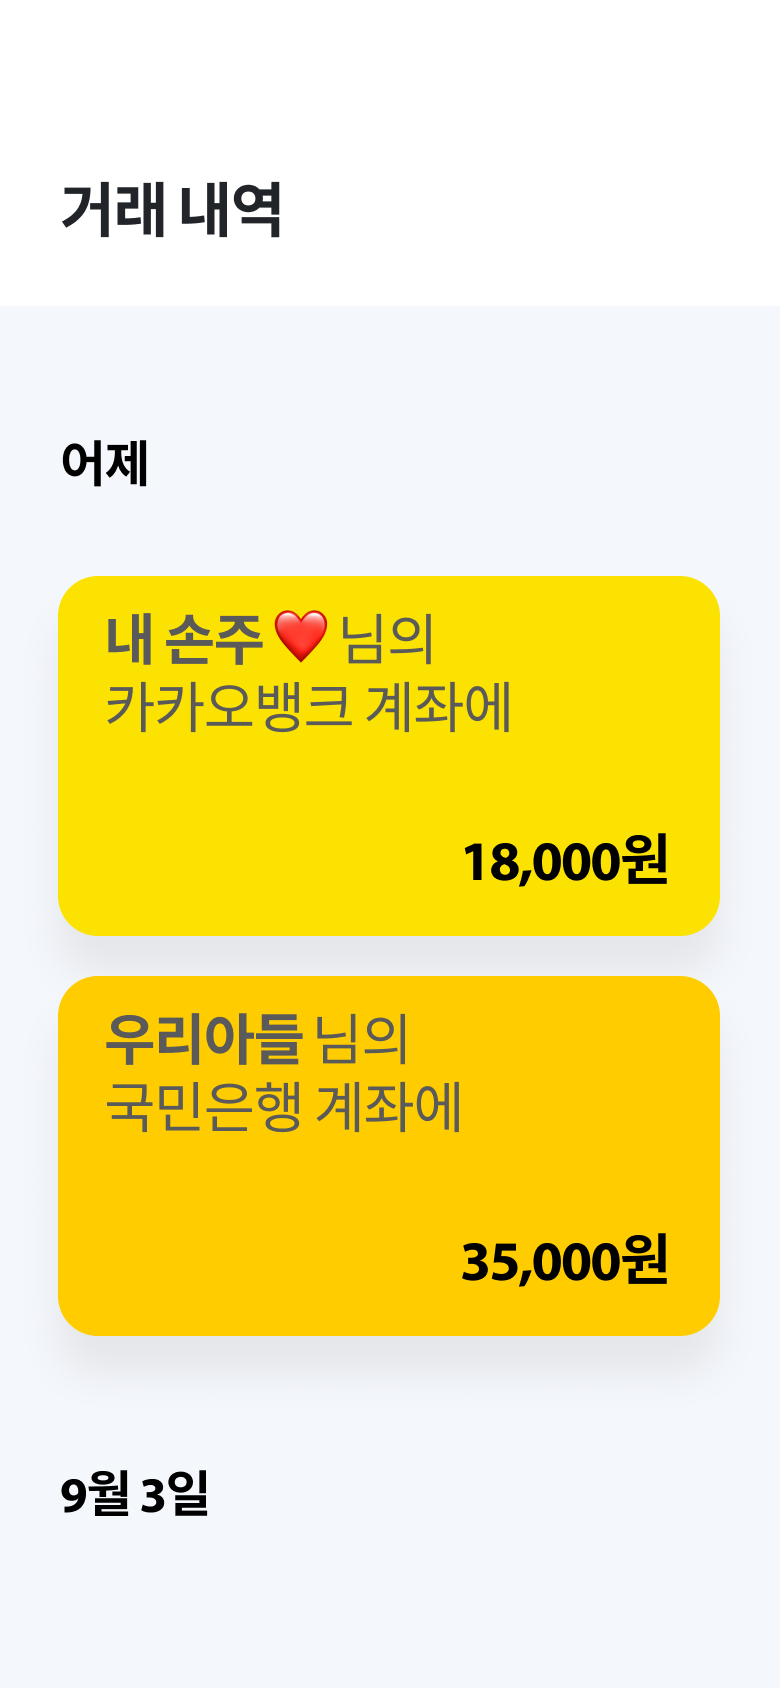 거래 내역
어제
내 손주 ❤️ 님의
카카오뱅크 계좌에
18,000원
우리아들 님의
국민은행 계좌에
35,000원
9월 3일